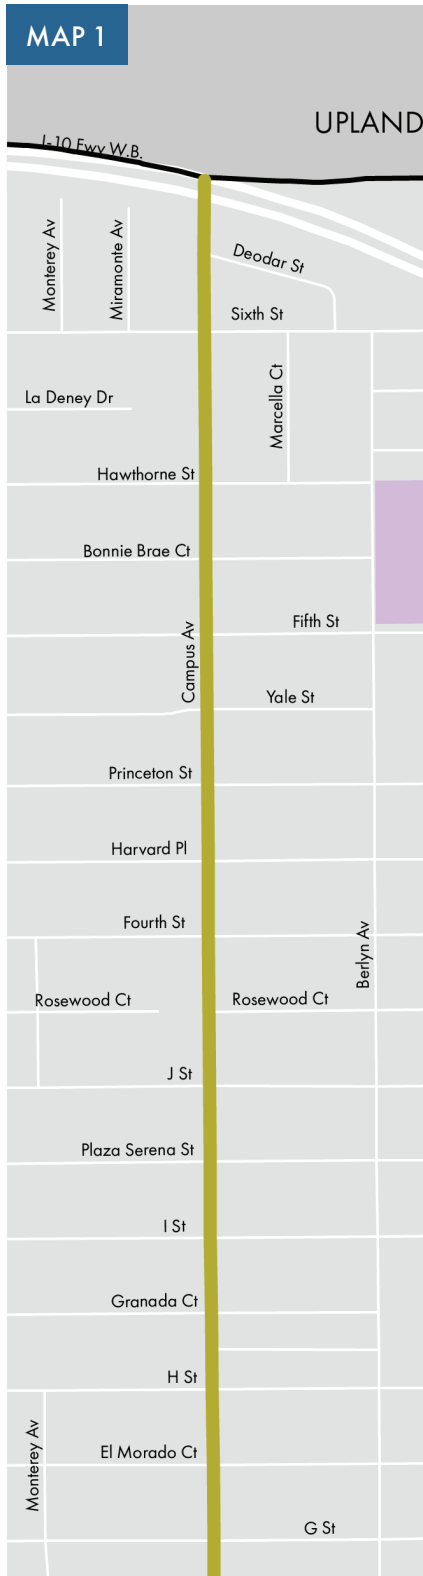 MAP 1
UPLAND
I-10 Fwy W.B.
Monterey Av
Miramonte Av
Deodar St
Sixth St
Marcella Ct
La Deney Dr
Hawthorne St
Bonnie Brae Ct
Fifth St
Campus Av
Yale St
Princeton St
Harvard Pl
Fourth St
Berlyn Av
Rosewood Ct
Rosewood Ct
J St
Plaza Serena St
I St
Granada Ct
H St
Monterey Av
El Morado Ct
G St